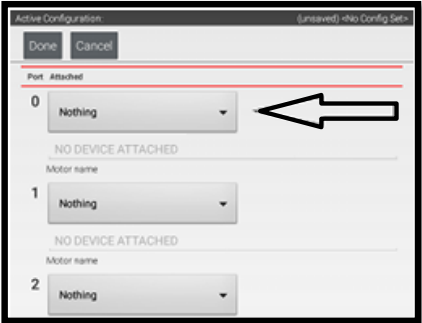 Active Configuration: (unsaved) <No Config Set>
Done Cancel
Port Attached
0 Nothing
NO DEVICE ATTACHED
Motor name
1 Nothing
NO DEVICE ATTACHED
Motor name
2 Nothing